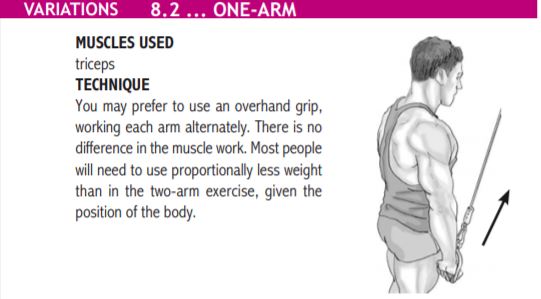 VARIATIONS 8.2 ... ONE-ARM
MUSCLES USED
triceps
TECHNIQUE
You may prefer to use an overhand grip,
working each arm alternately. There is no
difference in the muscle work. Most people
will need to use proportionally less weight
than in the two-arm exercise, given the
position of the body.